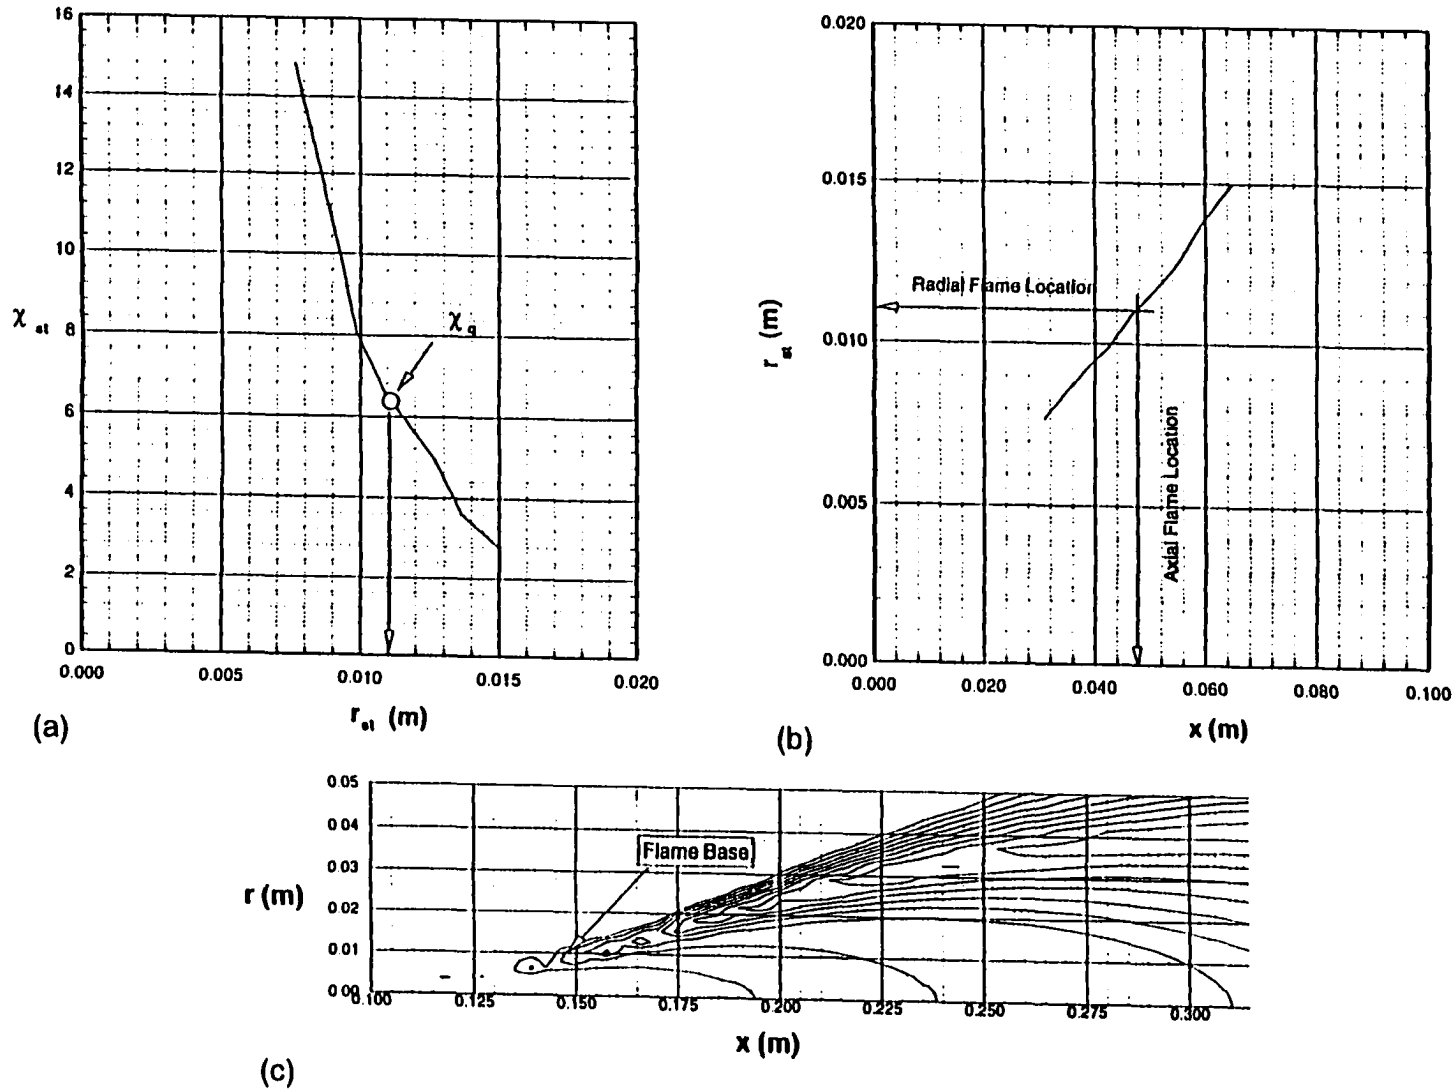 16
14
12
10
8
6
4
2
0
χ st
χ q
0.000 0.005 0.010 0.015 0.020
r st (m)
(a)
0.020
0.015
0.010
0.005
0.000
r st (m)
Radial Flame Location
Axial Flame Location
0.000 0.020 0.040 0.060 0.080 0.100
x (m)
(b)
0.05
0.04
0.03
0.02
0.01
0.00
r (m)
Flame Base
0.100 0.125 0.150 0.175 0.200 0.225 0.250 0.275 0.300
x (m)
(c)